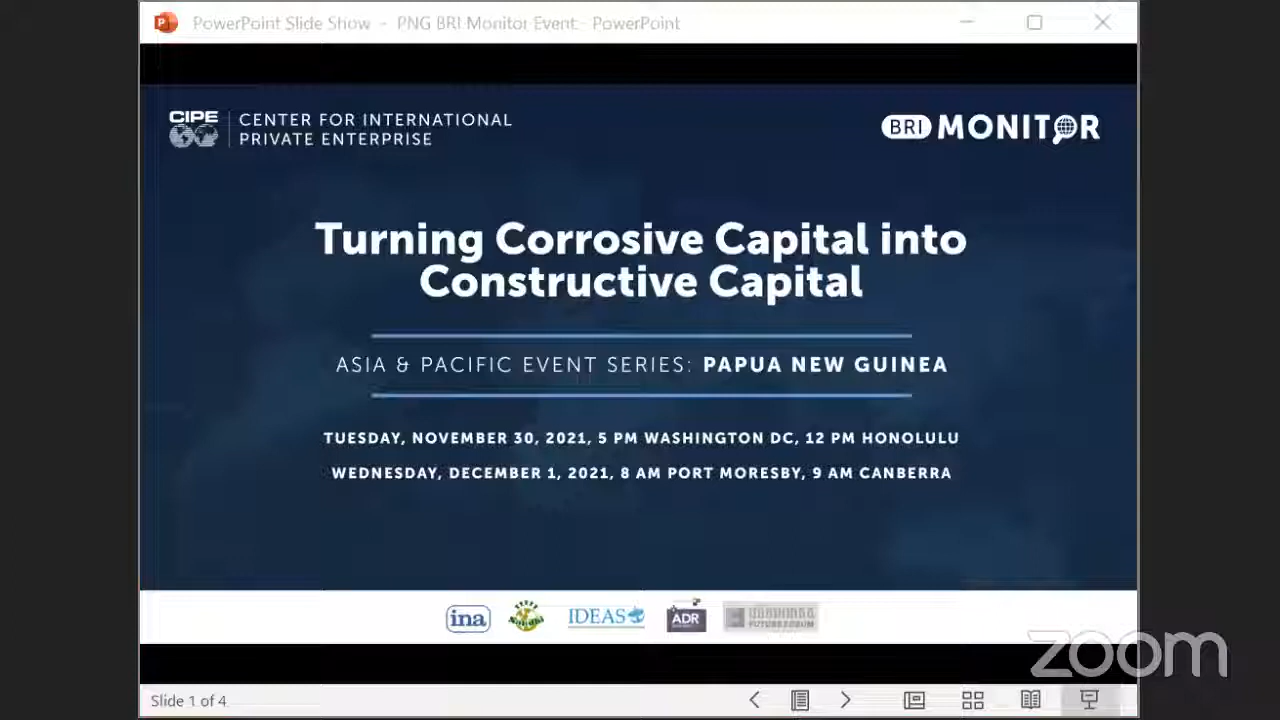 PowerPoint Slide Show - PNG BRI Monitor Event - PowerPoint
CIPE
CENTER FOR INTERNATIONAL
PRIVATE ENTERPRISE
BRI MONITOR
Turning Corrosive Capital into
Constructive Capital
ASIA & PACIFIC EVENT SERIES: PAPUA NEW GUINEA
TUESDAY, NOVEMBER 30, 2021, 5 PM WASHINGTON DC, 12 PM HONOLULU
WEDNESDAY, DECEMBER 1, 2021, 8 AM PORT MORESBY, 9 AM CANBERRA
ina
IDEAS
ADR
FUTURE FORUM
zoom
Slide 1 of 4